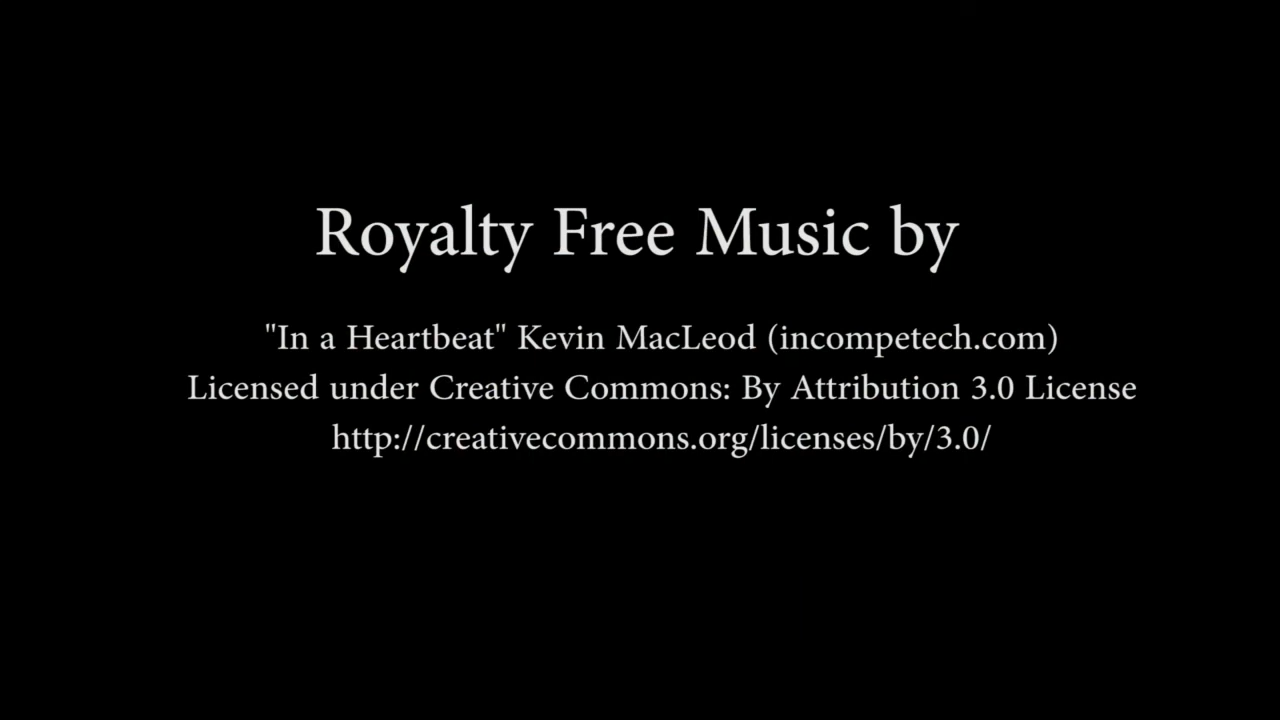 Royalty Free Music by
"In a Heartbeat" Kevin MacLeod (incompetech.com)
Licensed under Creative Commons: By Attribution 3.0 License
http://creativecommons.org/licenses/by/3.0/